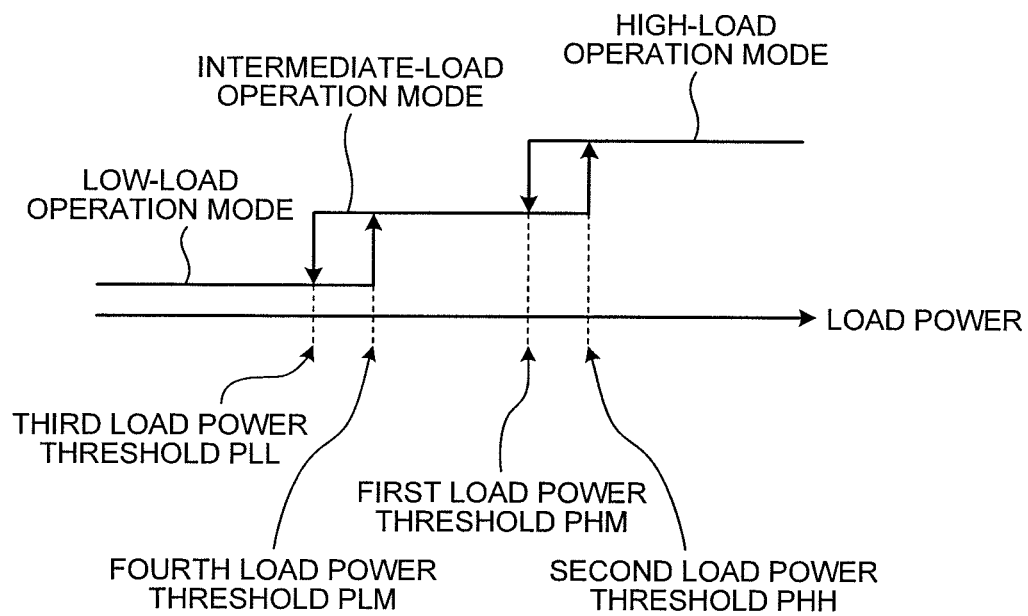 HIGH-LOAD
OPERATION MODE
INTERMEDIATE-LOAD
OPERATION MODE
LOW-LOAD
OPERATION MODE
LOAD POWER
THIRD LOAD POWER
THRESHOLD PLL
FIRST LOAD POWER
THRESHOLD PHM
FOURTH LOAD POWER
THRESHOLD PLM
SECOND LOAD POWER
THRESHOLD PHH